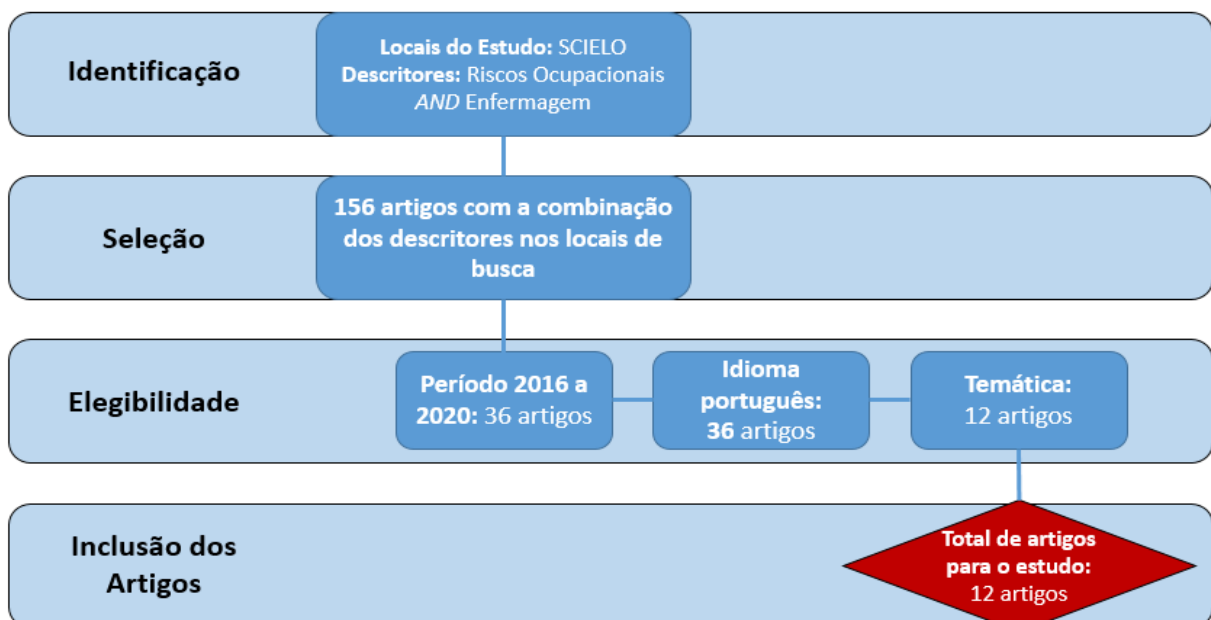 Identificação
Locais do Estudo: SCIELO
Descritores: Riscos Ocupacionais
AND Enfermagem
Seleção
156 artigos com a combinação
dos descritores nos locais de
busca
Elegibilidade
Período 2016 a
2020: 36 artigos
Idioma
português:
36 artigos
Temática:
12 artigos
Inclusão dos
Artigos
Total de artigos
para o estudo:
12 artigos